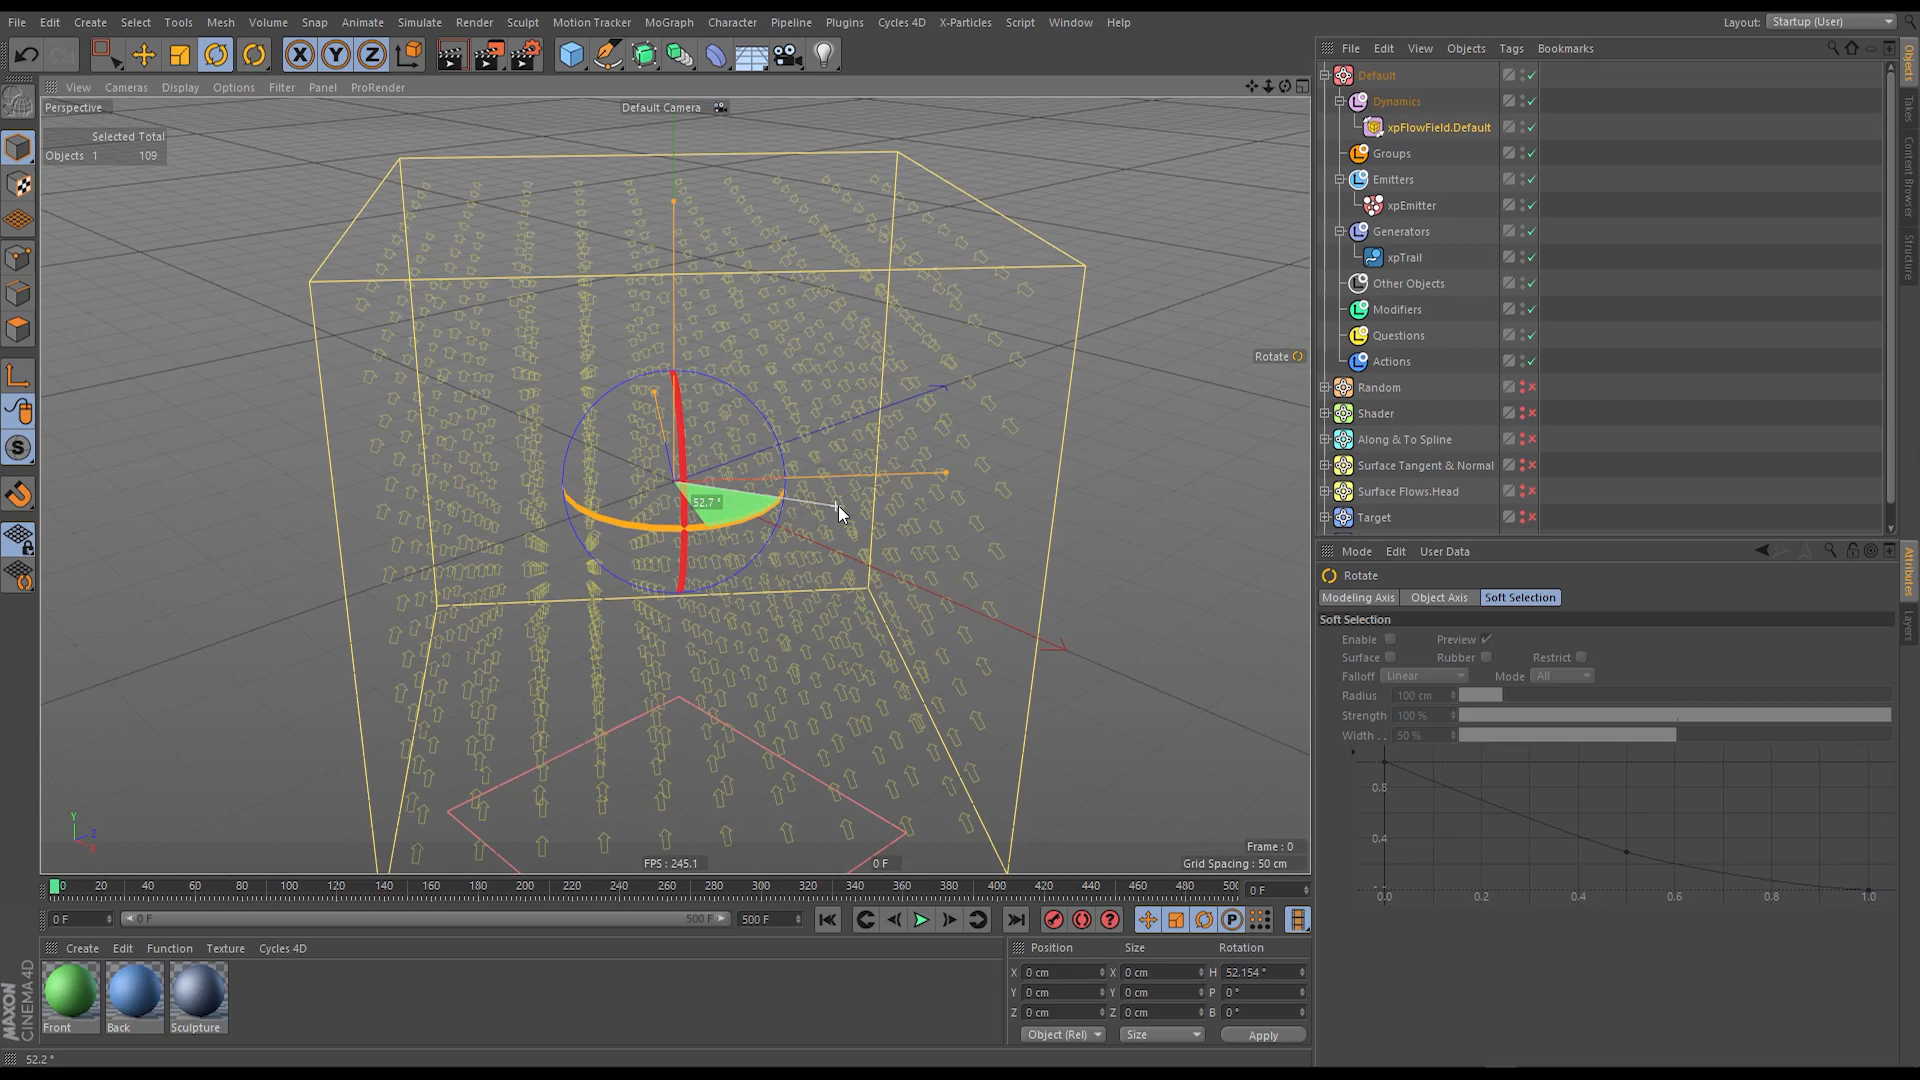 File Edit Create Select Tools Mesh Volume Snap Animate Simulate Render Sculpt Motion Tracker MoGraph Character Pipeline Plugins Cycles 4D X-Particles Script Window Help
Layout: Startup (User)
X Y Z
File Edit View Objects Tags Bookmarks
Objects
Takes
Content Browser
Structure
View Cameras Display Options Filter Panel ProRender
Perspective
Default Camera
Selected Total
Objects 1 109
Default
Dynamics
xpFlowField.Default
Groups
Emitters
xpEmitter
Generators
xpTrail
Other Objects
Modifiers
Questions
Actions
Random
Shader
Along & To Spline
Surface Tangent & Normal
Surface Flows.Head
Target
Rotate
52.7 °
S
Y
Z
X
FPS : 245.1
0 F
Frame : 0
Grid Spacing : 50 cm
Mode Edit User Data
Attributes
Layers
Rotate
Modeling Axis Object Axis Soft Selection
Soft Selection
Enable Preview
Surface Rubber Restrict
Falloff Linear Mode All
Radius 100 cm
Strength 100 %
Width . . 50 %
0.8
0.4
0.0 0.2 0.4 0.6 0.8 1.0
0 20 40 60 80 100 120 140 160 180 200 220 240 260 280 300 320 340 360 380 400 420 440 460 480 500
0 F
0 F 0 F 500 F 500 F
P
Create Edit Function Texture Cycles 4D
Front Back Sculpture
Position Size Rotation
X 0 cm X 0 cm H 52.154 °
Y 0 cm Y 0 cm P 0 °
Z 0 cm Z 0 cm B 0 °
Object (Rel) Size Apply
MAXON
CINEMA 4D
52.2 °